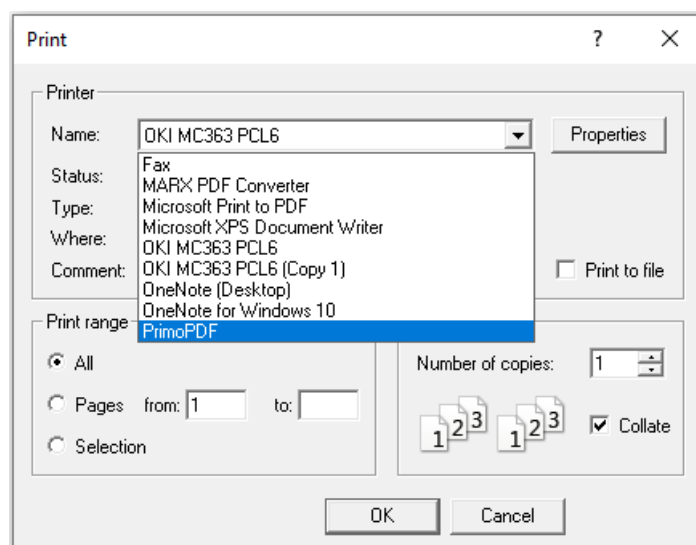 Print ? ×
Printer
Name: OKI MC363 PCL6 Properties
Status: Fax
MARX PDF Converter
Type: Microsoft Print to PDF
Microsoft XPS Document Writer
Where: OKI MC363 PCL6
Comment: OKI MC363 PCL6 (Copy 1) Print to file
OneNote (Desktop)
OneNote for Windows 10
Print range PrimoPDF
All Number of copies: 1
Pages from: 1 to:
1 2 3 1 2 3 Collate
Selection
OK Cancel